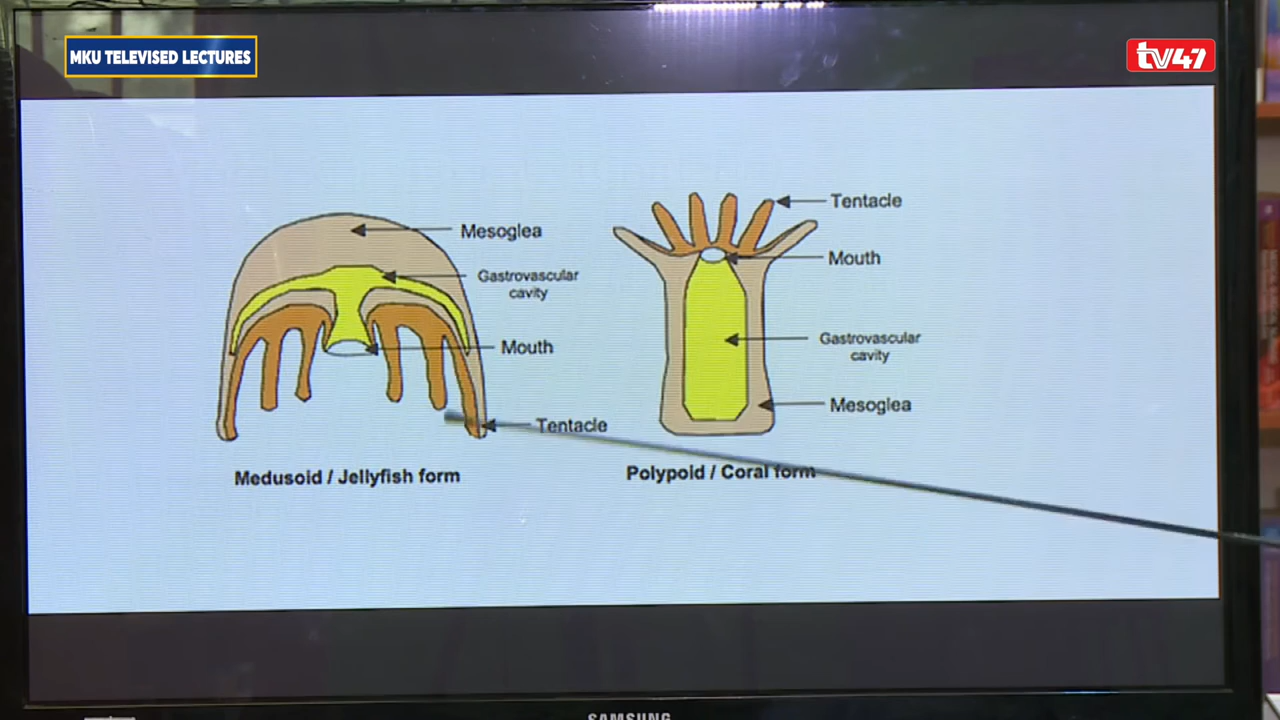 MKU TELEVISED LECTURES
tv47
Mesoglea
Gastrovascular
cavity
Mouth
Tentacle
Medusoid / Jellyfish form
Tentacle
Mouth
Gastrovascular
cavity
Mesoglea
Polypoid / Coral form
SAMSUNG